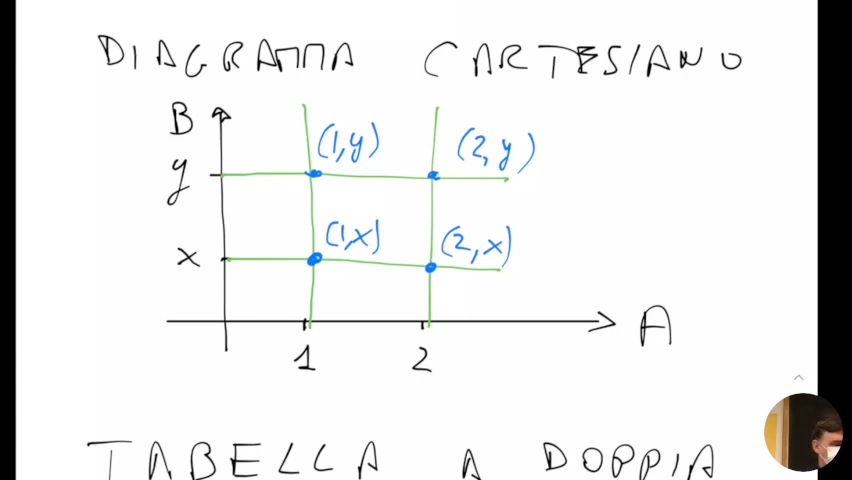 DIAGRAMMA CARTESIANO
B
(1,y) (2,y)
y
(1,x) (2,x)
x
A
1 2
TABELLA A DOPPIA